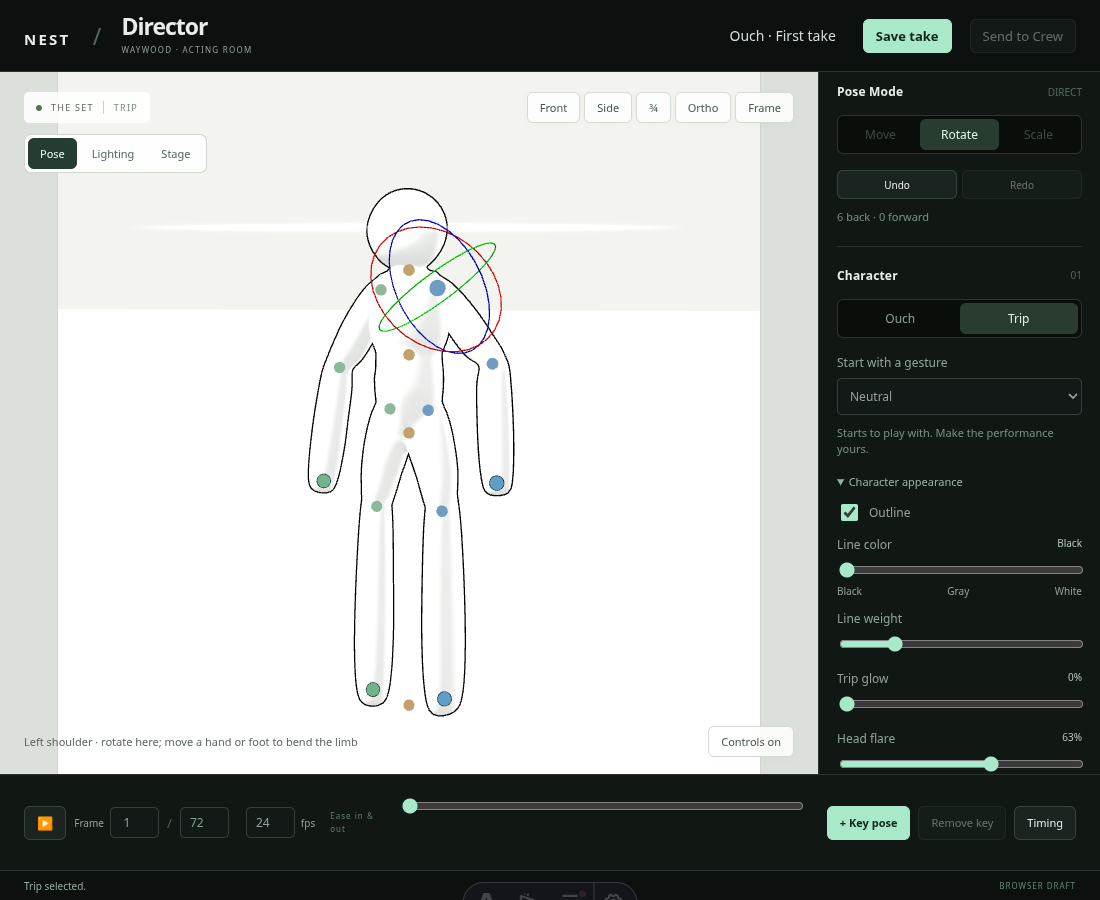 NEST / Director
WAYWOOD · ACTING ROOM
Ouch · First take
Save take
Send to Crew
THE SET | TRIP
Front
Side
¾
Ortho
Frame
Pose
Lighting
Stage
Left shoulder · rotate here; move a hand or foot to bend the limb
Controls on
Pose Mode
DIRECT
Move
Rotate
Scale
Undo
Redo
6 back · 0 forward
Character
01
Ouch
Trip
Start with a gesture
Neutral
Starts to play with. Make the performance
yours.
▼ Character appearance
Outline
Line color
Black
Black
Gray
White
Line weight
Trip glow
0%
Head flare
63%
Frame
1
/
72
24
fps
Ease in &
out
+ Key pose
Remove key
Timing
Trip selected.
BROWSER DRAFT